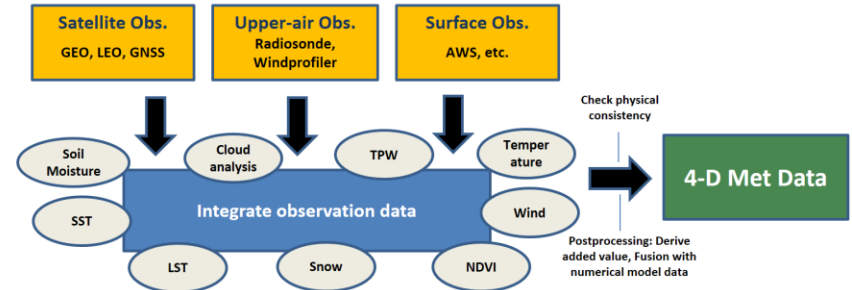 Satellite Obs.
GEO, LEO, GNSS
Upper-air Obs.
Radiosonde,
Windprofiler
Surface Obs.
AWS, etc.
Check physical
consistency
Soil
Moisture
Cloud
analysis
TPW
Temper
ature
SST
Integrate observation data
Wind
4-D Met Data
LST
Snow
NDVI
Postprocessing: Derive
added value, Fusion with
numerical model data